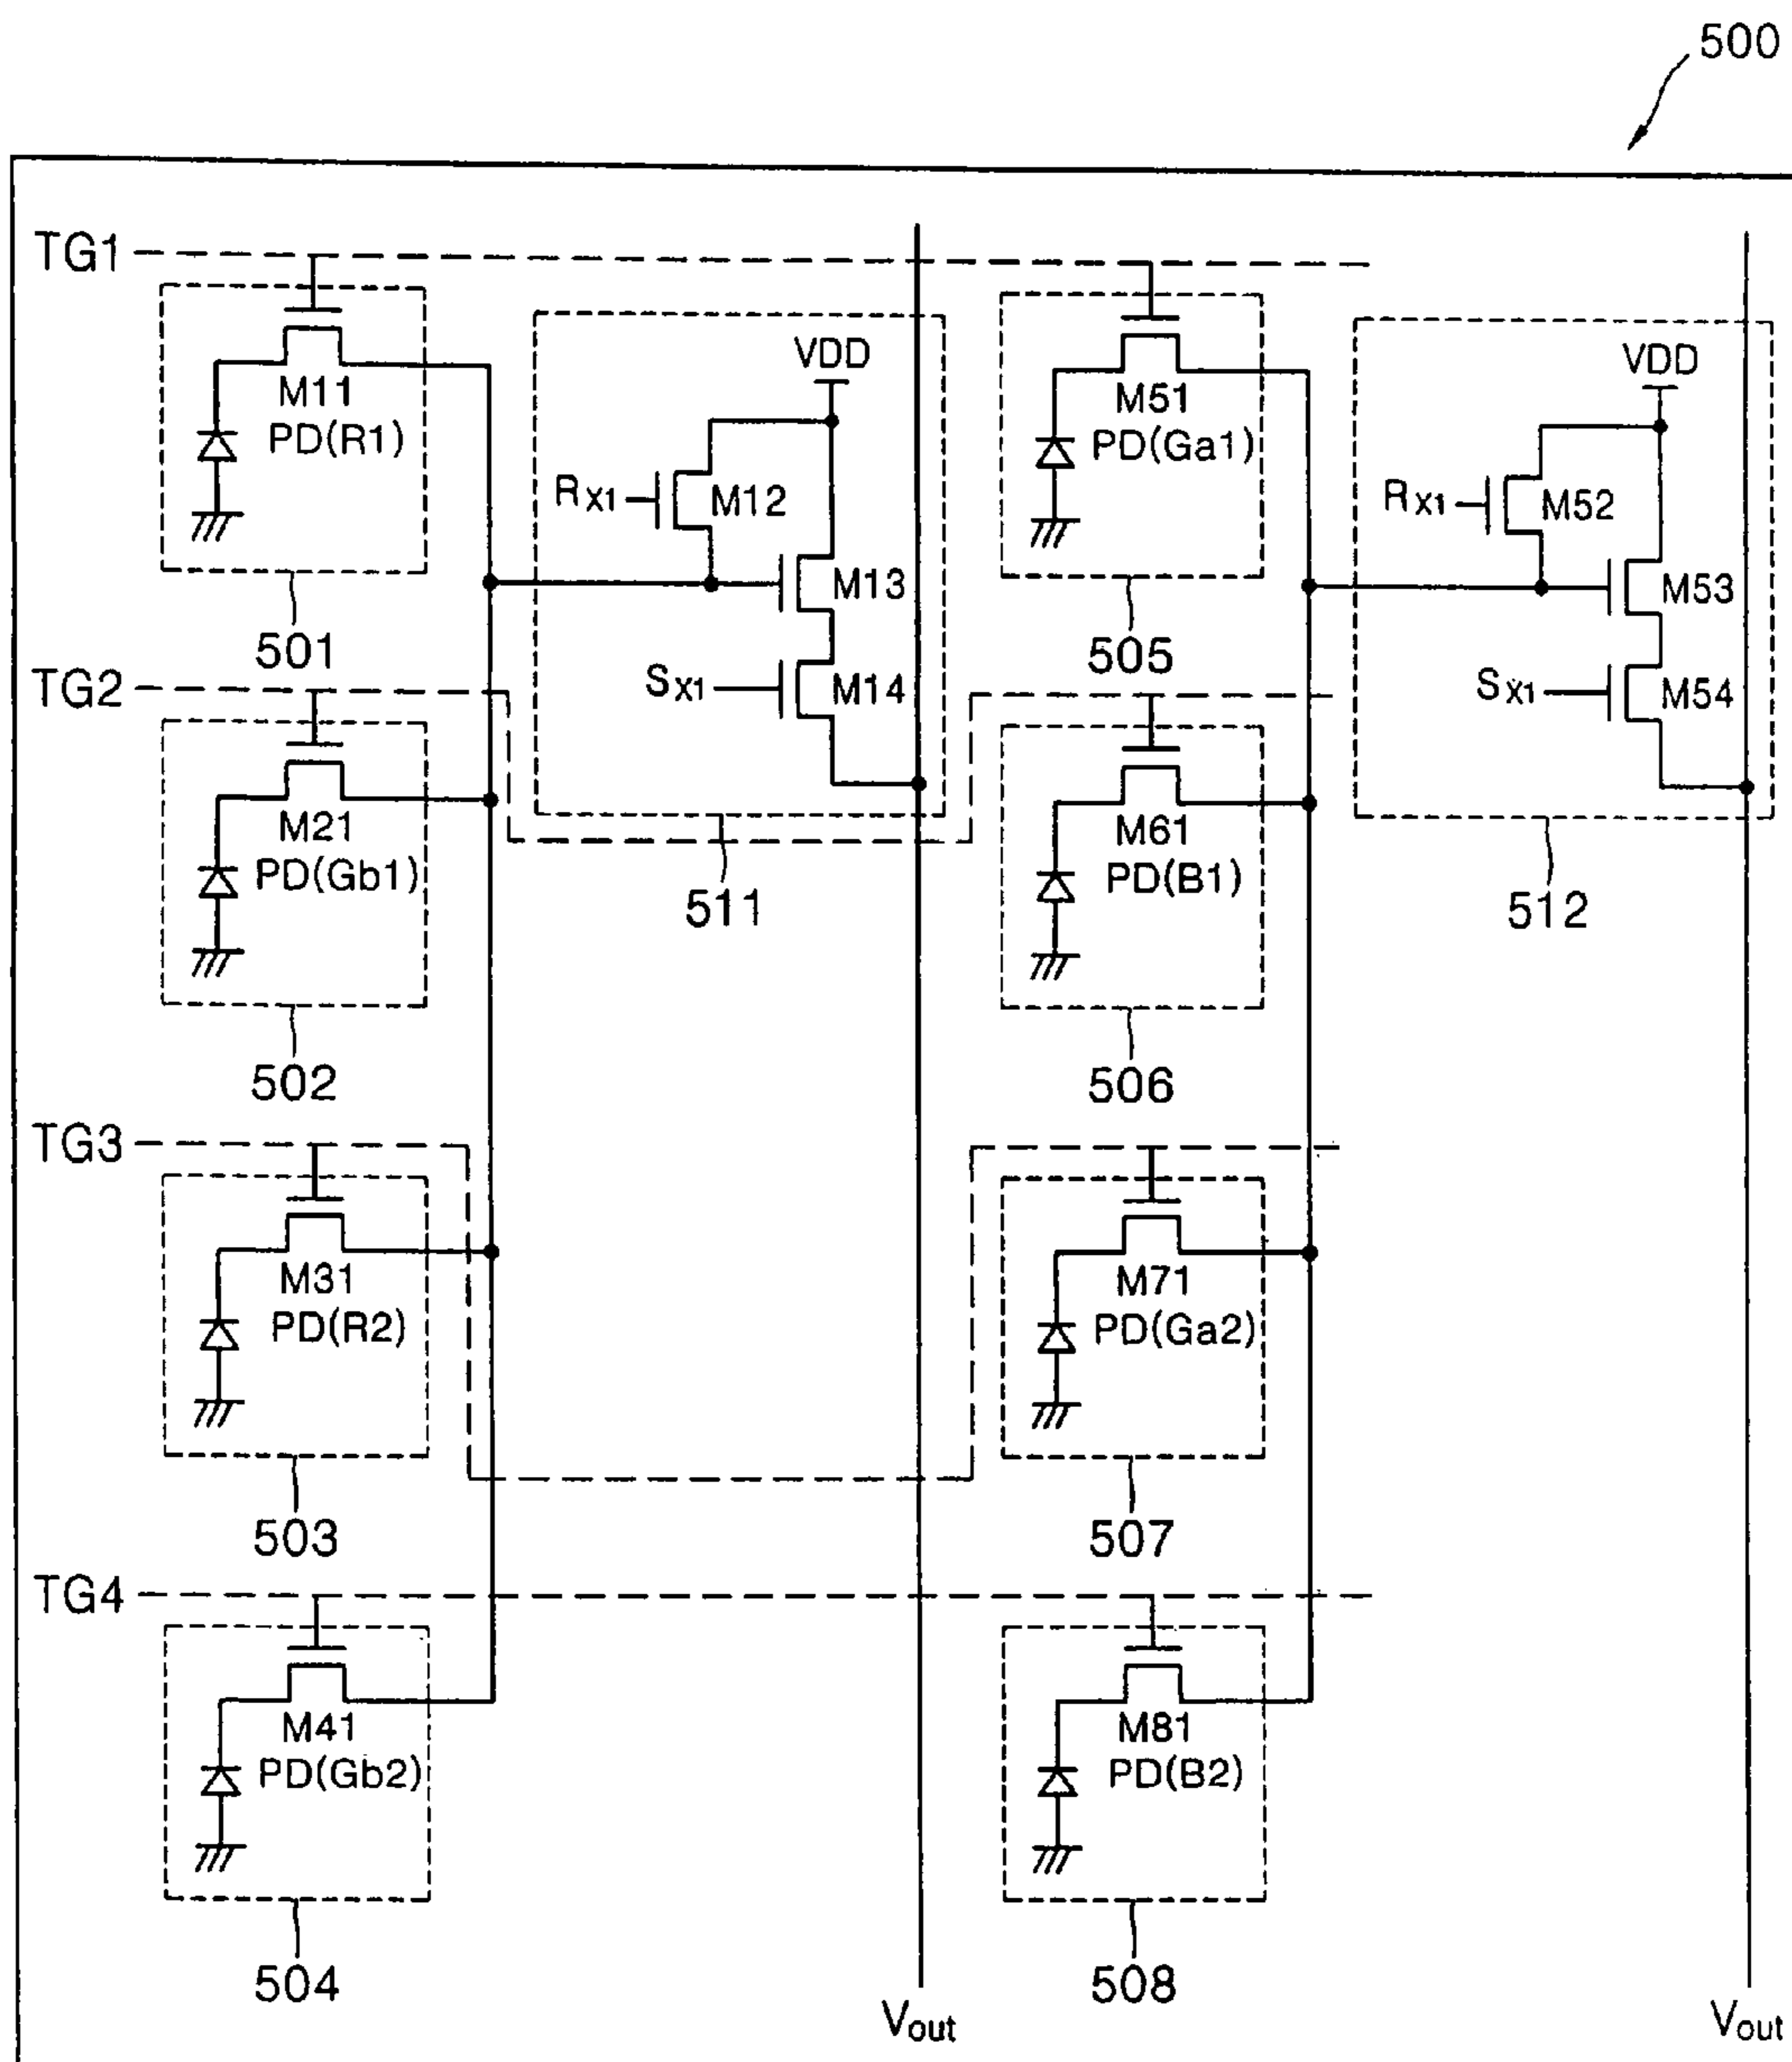 500
TG1
M11
PD(R1)
501
VDD
RX1
M12
M13
SX1
M14
511
M51
PD(Ga1)
505
VDD
RX1
M52
M53
SX1
M54
512
TG2
M21
PD(Gb1)
502
M61
PD(B1)
506
TG3
M31
PD(R2)
503
M71
PD(Ga2)
507
TG4
M41
PD(Gb2)
504
M81
PD(B2)
508
Vout
Vout